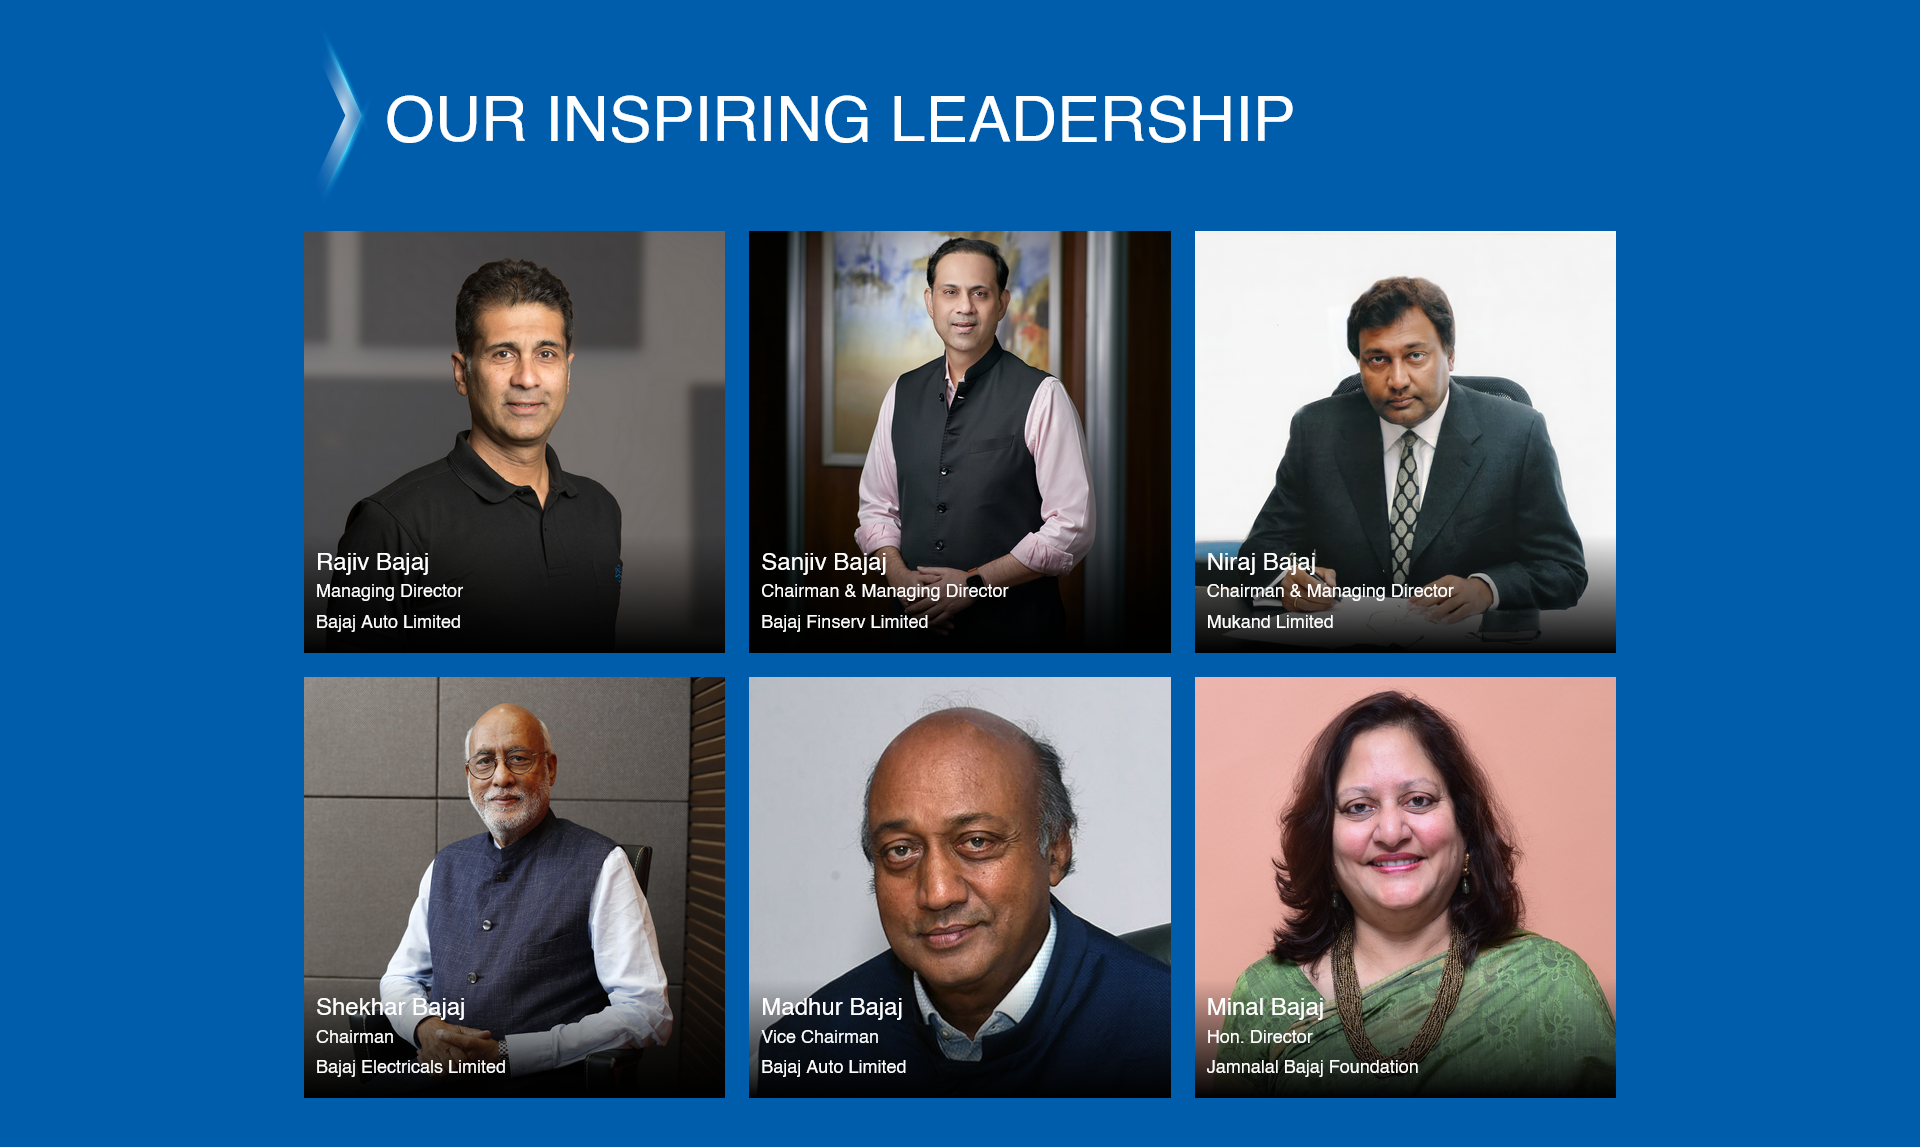 OUR INSPIRING LEADERSHIP
Rajiv Bajaj
Managing Director
Bajaj Auto Limited
Sanjiv Bajaj
Chairman & Managing Director
Bajaj Finserv Limited
Niraj Bajaj
Chairman & Managing Director
Mukand Limited
Shekhar Bajaj
Chairman
Bajaj Electricals Limited
Madhur Bajaj
Vice Chairman
Bajaj Auto Limited
Minal Bajaj
Hon. Director
Jamnalal Bajaj Foundation